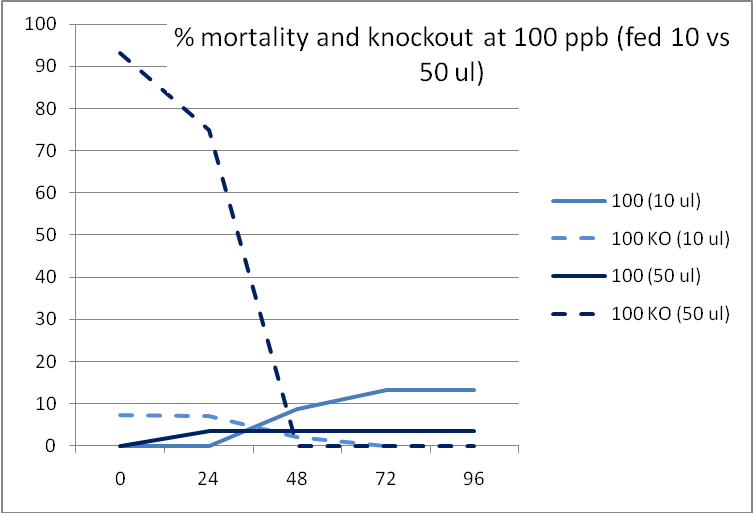 % mortality and knockout at 100 ppb (fed 10 vs
50 ul)
100
90
80
70
60
50
40
30
20
10
0
0 24 48 72 96
100 (10 ul)
100 KO (10 ul)
100 (50 ul)
100 KO (50 ul)